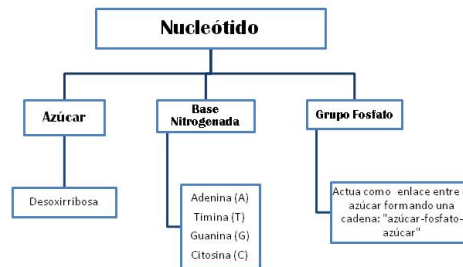 Nucleótido
Azúcar
Base
Nitrogenada
Grupo Fosfato
Desoxirribosa
Adenina (A)
Timina (T)
Guanina (G)
Citosina (C)
Actua como enlace entre
azúcar formando una
cadena: "azúcar-fosfato-
azúcar"